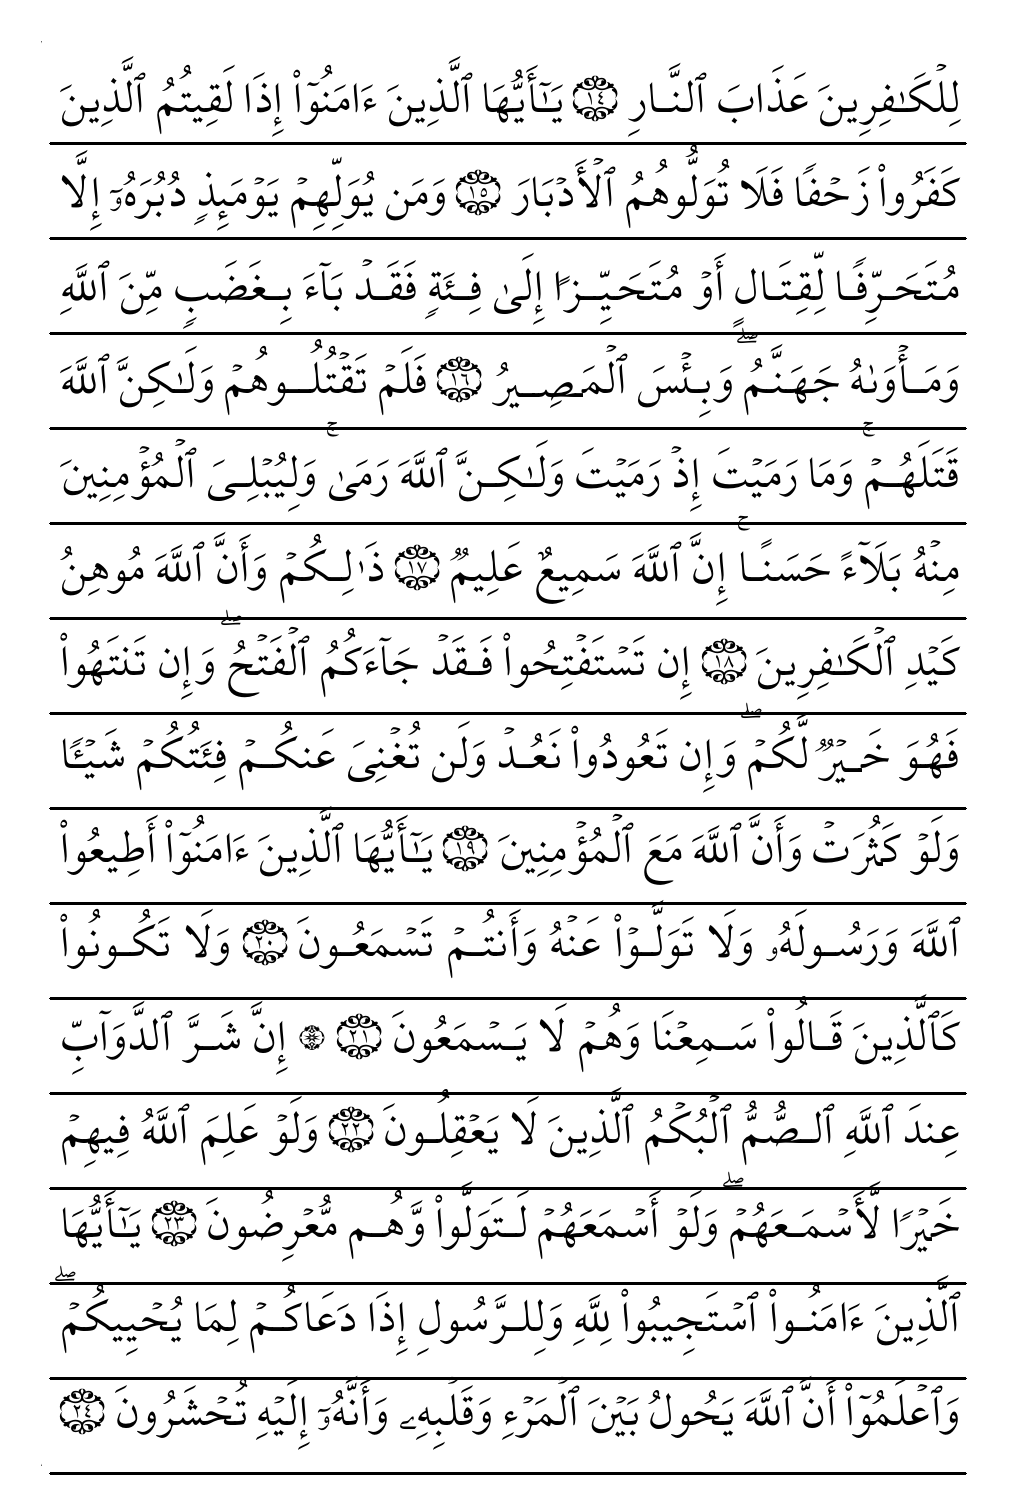 لِلۡكَٰفِرِينَ عَذَابَ ٱلنَّارِ ١٤ يَٰٓأَيُّهَا ٱلَّذِينَ ءَامَنُوٓاْ إِذَا لَقِيتُمُ ٱلَّذِينَ
كَفَرُواْ زَحۡفٗا فَلَا تُوَلُّوهُمُ ٱلۡأَدۡبَارَ ١٥ وَمَن يُوَلِّهِمۡ يَوۡمَئِذٖ دُبُرَهُۥٓ إِلَّا
مُتَحَرِّفٗا لِّقِتَالٍ أَوۡ مُتَحَيِّزًا إِلَىٰ فِئَةٖ فَقَدۡ بَآءَ بِغَضَبٖ مِّنَ ٱللَّهِ
وَمَأۡوَىٰهُ جَهَنَّمُۖ وَبِئۡسَ ٱلۡمَصِيرُ ١٦ فَلَمۡ تَقۡتُلُوهُمۡ وَلَٰكِنَّ ٱللَّهَ
قَتَلَهُمۡۚ وَمَا رَمَيۡتَ إِذۡ رَمَيۡتَ وَلَٰكِنَّ ٱللَّهَ رَمَىٰۚ وَلِيُبۡلِيَ ٱلۡمُؤۡمِنِينَ
مِنۡهُ بَلَآءً حَسَنًاۚ إِنَّ ٱللَّهَ سَمِيعٌ عَلِيمٞ ١٧ ذَٰلِكُمۡ وَأَنَّ ٱللَّهَ مُوهِنُ
كَيۡدِ ٱلۡكَٰفِرِينَ ١٨ إِن تَسۡتَفۡتِحُواْ فَقَدۡ جَآءَكُمُ ٱلۡفَتۡحُۖ وَإِن تَنتَهُواْ
فَهُوَ خَيۡرٞ لَّكُمۡۖ وَإِن تَعُودُواْ نَعُدۡ وَلَن تُغۡنِيَ عَنكُمۡ فِئَتُكُمۡ شَيۡـٔٗا
وَلَوۡ كَثُرَتۡ وَأَنَّ ٱللَّهَ مَعَ ٱلۡمُؤۡمِنِينَ ١٩ يَٰٓأَيُّهَا ٱلَّذِينَ ءَامَنُوٓاْ أَطِيعُواْ
ٱللَّهَ وَرَسُولَهُۥ وَلَا تَوَلَّوۡاْ عَنۡهُ وَأَنتُمۡ تَسۡمَعُونَ ٢٠ وَلَا تَكُونُواْ
كَٱلَّذِينَ قَالُواْ سَمِعۡنَا وَهُمۡ لَا يَسۡمَعُونَ ٢١ ۞ إِنَّ شَرَّ ٱلدَّوَآبِّ
عِندَ ٱللَّهِ ٱلصُّمُّ ٱلۡبُكۡمُ ٱلَّذِينَ لَا يَعۡقِلُونَ ٢٢ وَلَوۡ عَلِمَ ٱللَّهُ فِيهِمۡ
خَيۡرٗا لَّأَسۡمَعَهُمۡۖ وَلَوۡ أَسۡمَعَهُمۡ لَتَوَلَّواْ وَّهُم مُّعۡرِضُونَ ٢٣ يَٰٓأَيُّهَا
ٱلَّذِينَ ءَامَنُواْ ٱسۡتَجِيبُواْ لِلَّهِ وَلِلرَّسُولِ إِذَا دَعَاكُمۡ لِمَا يُحۡيِيكُمۡۖ
وَٱعۡلَمُوٓاْ أَنَّ ٱللَّهَ يَحُولُ بَيۡنَ ٱلۡمَرۡءِ وَقَلۡبِهِۦ وَأَنَّهُۥٓ إِلَيۡهِ تُحۡشَرُونَ ٢٤